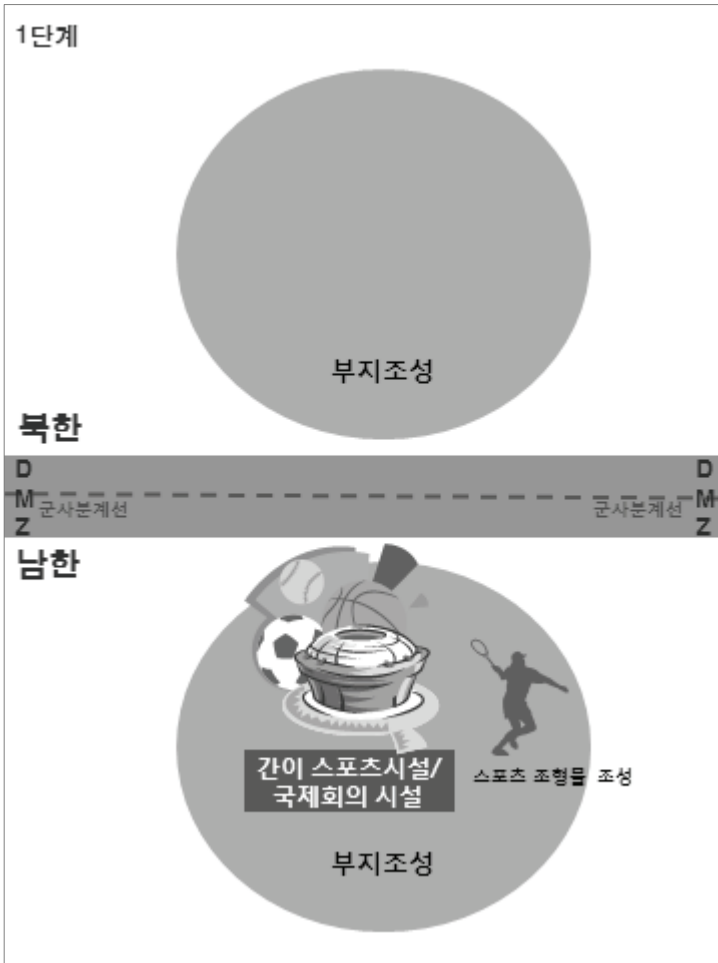 1단계
부지조성
북한
D M Z
군사분계선
군사분계선
D M Z
남한
간이 스포츠시설/
국제회의 시설
스포츠 조형물 조성
부지조성